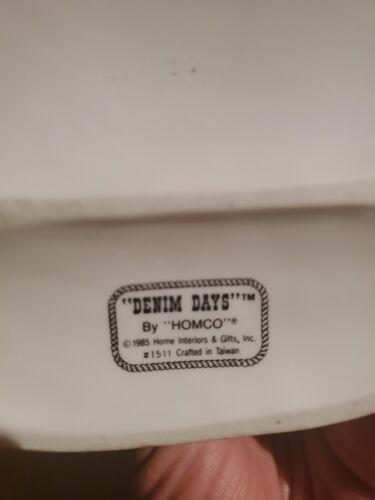 "DENIM DAYS"™
By "HOMCO"®
©1985 Home Interiors & Gifts, Inc.
#1511 Crafted in Taiwan